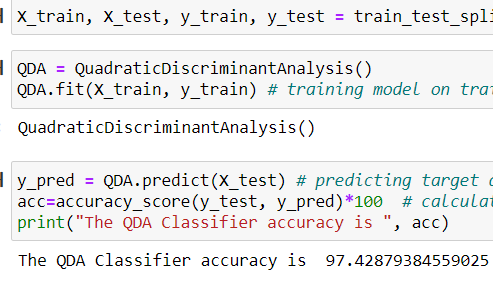 X_train, X_test, y_train, y_test = train_test_spli
QDA = QuadraticDiscriminantAnalysis()
QDA.fit(X_train, y_train) # training model on trai
QuadraticDiscriminantAnalysis()
y_pred = QDA.predict(X_test) # predicting target
acc=accuracy_score(y_test, y_pred)*100 # calculat
print("The QDA Classifier accuracy is ", acc)
The QDA Classifier accuracy is 97.42879384559025